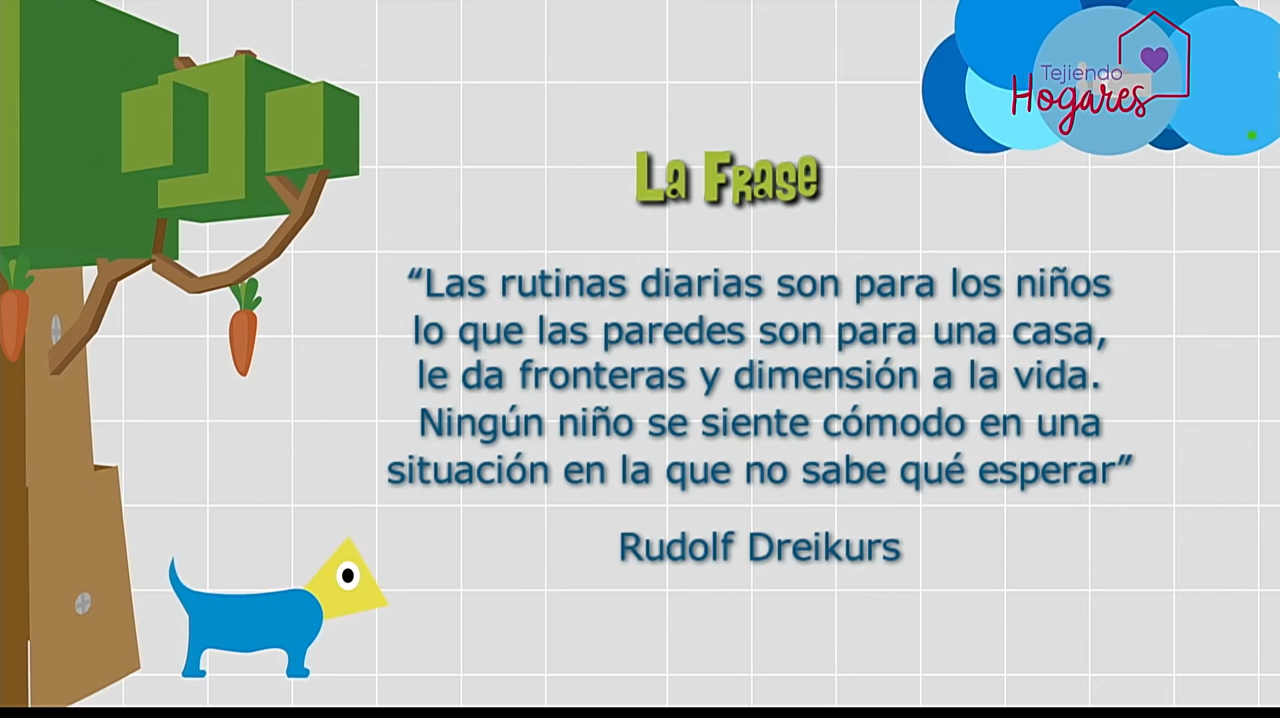 Tejiendo
Hogares
La Frase
“Las rutinas diarias son para los niños
lo que las paredes son para una casa,
le da fronteras y dimensión a la vida.
Ningún niño se siente cómodo en una
situación en la que no sabe qué esperar”
Rudolf Dreikurs